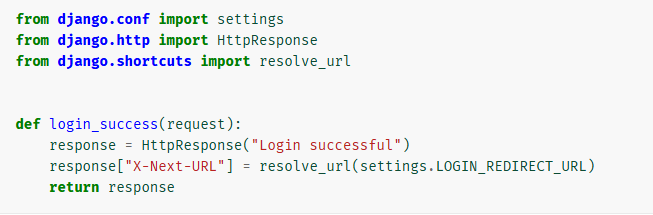 from django.conf import settings
from django.http import HttpResponse
from django.shortcuts import resolve_url
def login_success(request):
    response = HttpResponse("Login successful")
    response["X-Next-URL"] = resolve_url(settings.LOGIN_REDIRECT_URL)
    return response